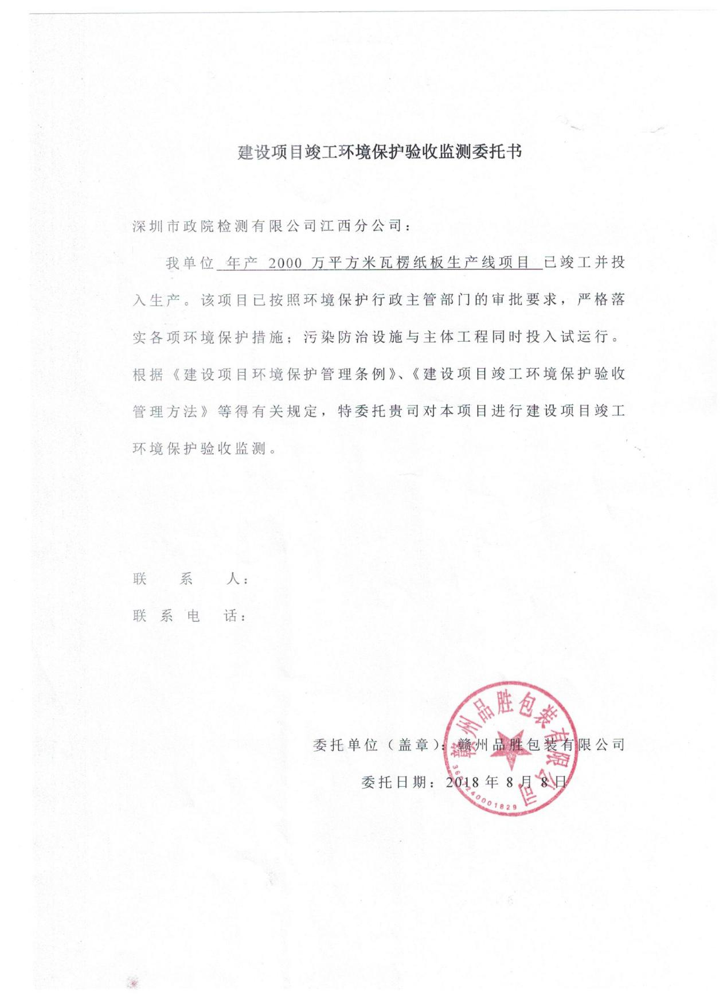 建设项目竣工环境保护验收监测委托书
深圳市政院检测有限公司江西分公司：
我单位 年产 2000 万平方米瓦楞纸板生产线项目 已竣工并投
入生产。该项目已按照环境保护行政主管部门的审批要求，严格落
实各项环境保护措施；污染防治设施与主体工程同时投入试运行。
根据《建设项目环境保护管理条例》、《建设项目竣工环境保护验收
管理方法》等得有关规定，特委托贵司对本项目进行建设项目竣工
环境保护验收监测。
联 系 人：
联 系 电 话：
委托单位（盖章）：赣州品胜包装有限公司
委托日期：2018 年 8 月 8 日
赣州品胜包装有限公司
3607240001829